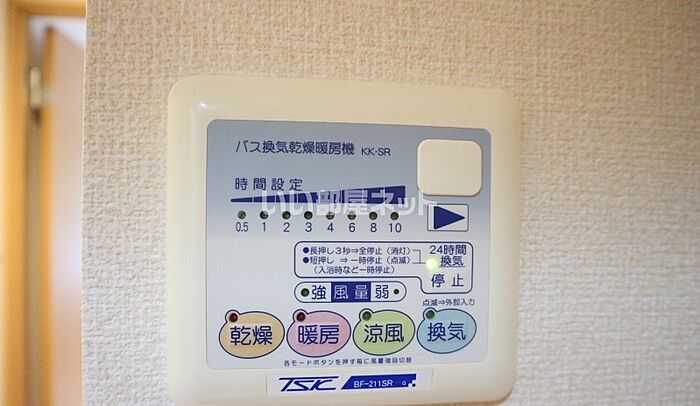 バス換気乾燥暖房機 KK-SR
時間設定
いい部屋ネット
0.5 1 2 3 4 5 6 8 10
●長押し3秒⇒全停止(消灯)
●短押し ⇒一時停止(点滅)
(入浴時など一時停止)
24時間
換気
停止
強 風量 弱
点滅⇒外部入力
乾燥 暖房 涼風 換気
各モードボタンを押す毎に風量強弱切替
TSK BF-211SR G